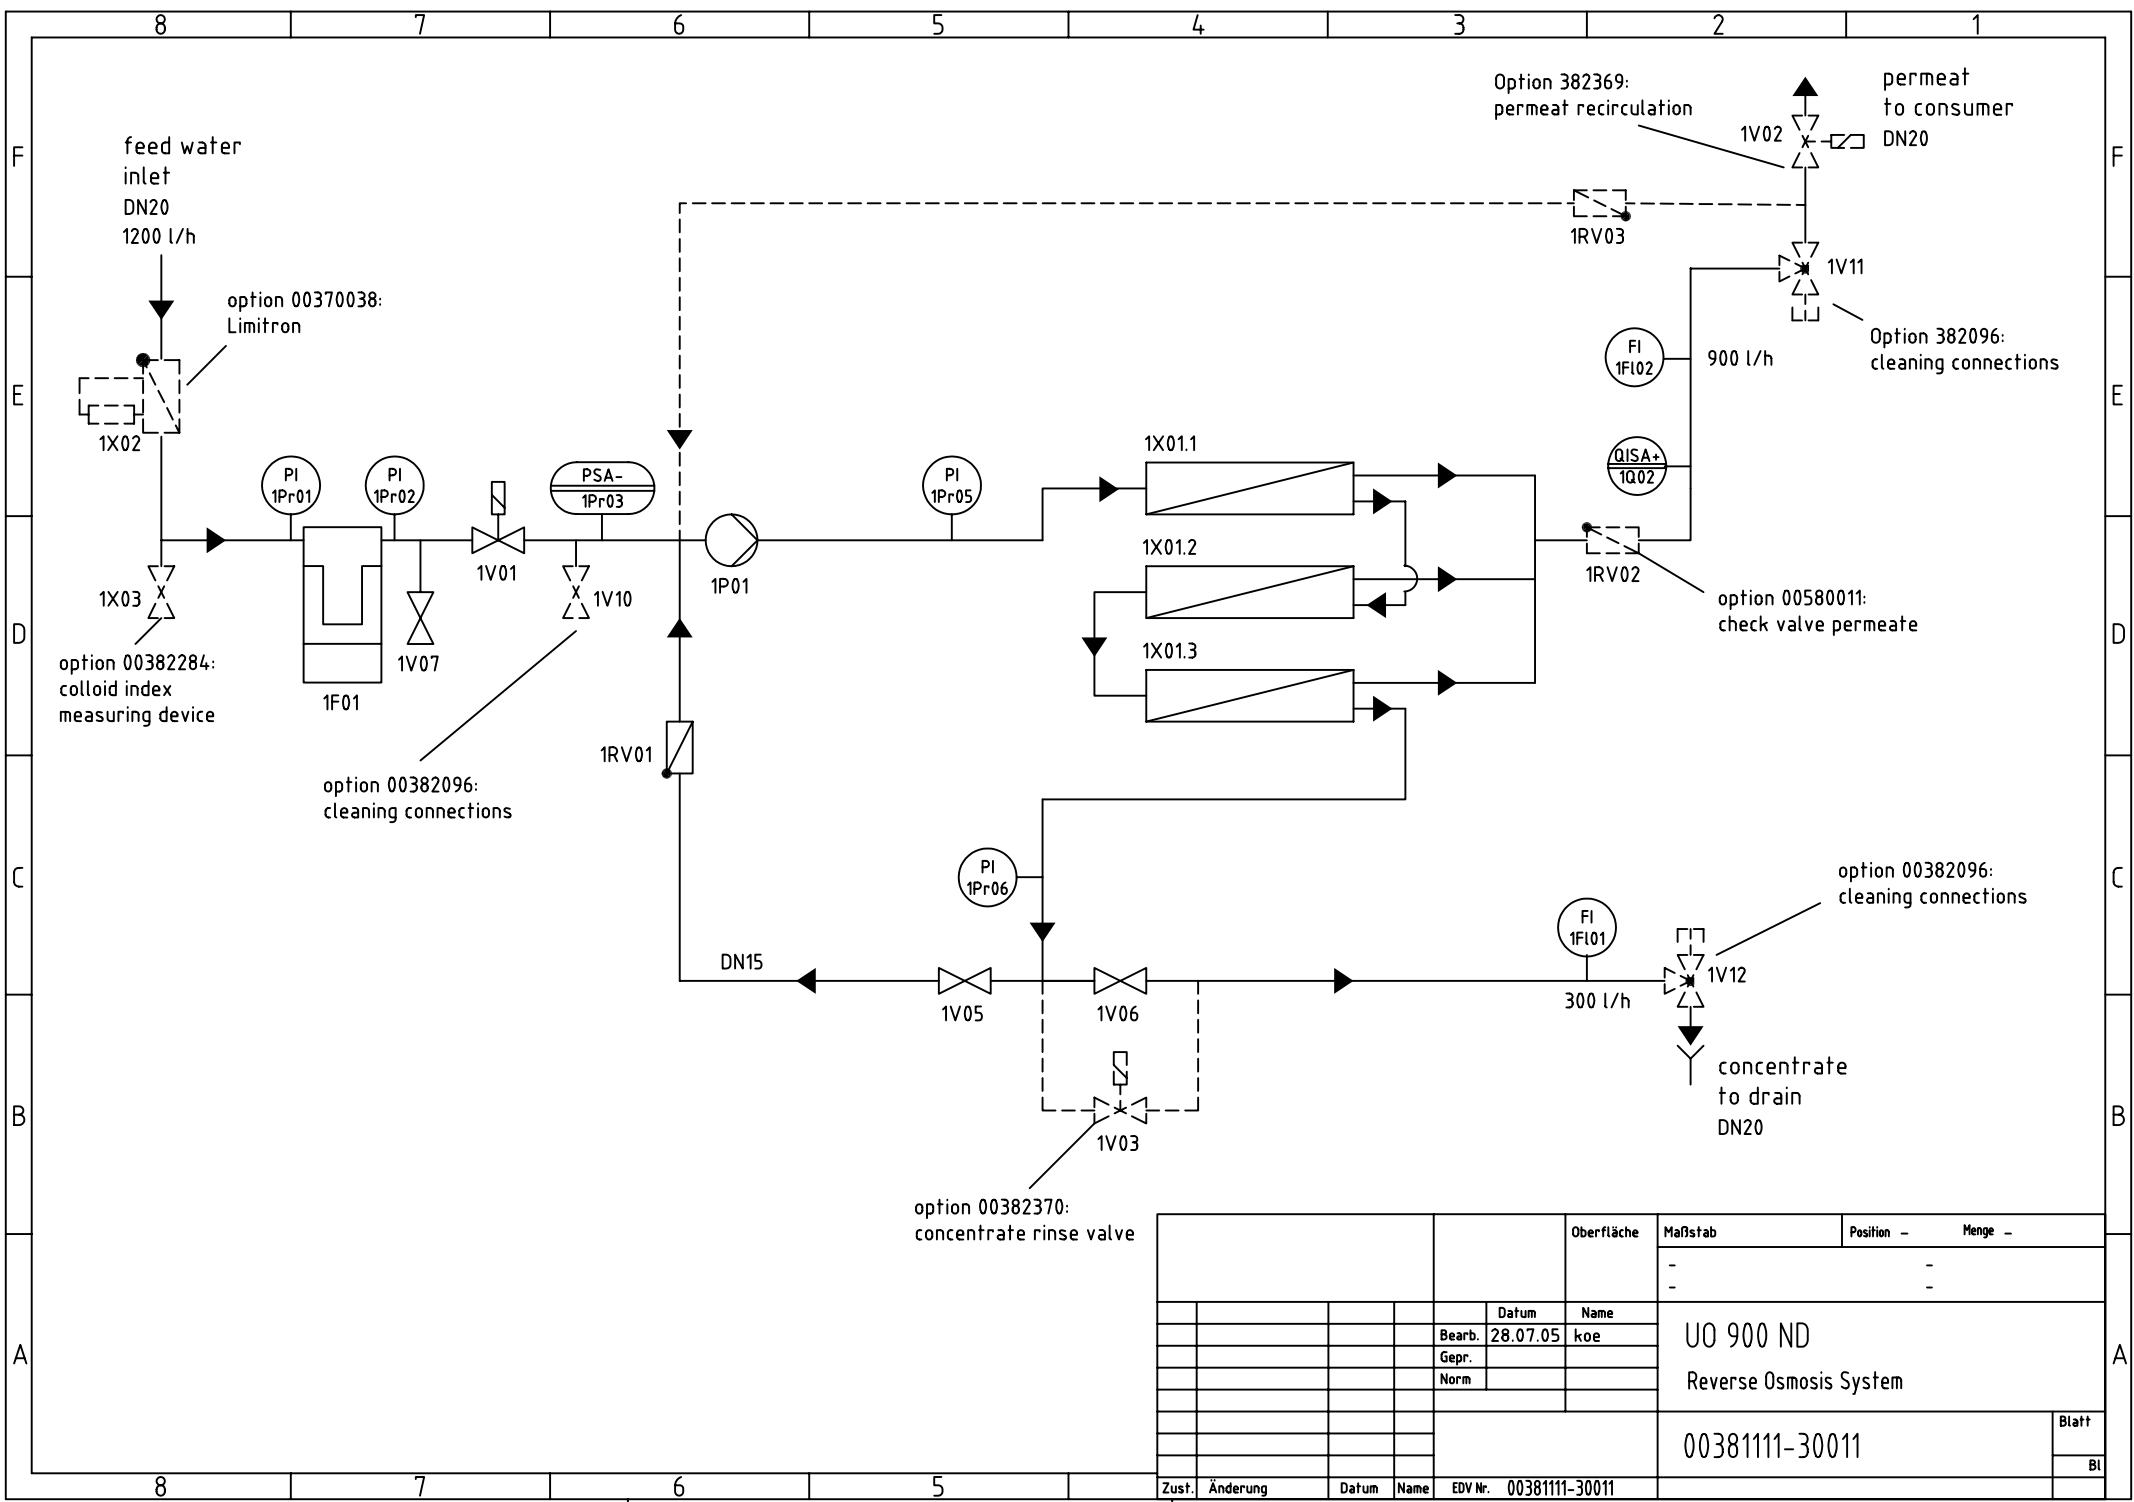 8 7 6 5 4 3 2 1
F
E
D
C
B
A
F
E
D
C
B
A
feed water
inlet
DN20
1200 l/h
option 00370038:
Limitron
1X02
1X03
option 00382284:
colloid index
measuring device
PI
1Pr01
PI
1Pr02
1F01
1V07
1V01
PSA-
1Pr03
1V10
option 00382096:
cleaning connections
1P01
1RV01
PI
1Pr05
1X01.1
1X01.2
1X01.3
Option 382369:
permeat recirculation
1V02
permeat
to consumer
DN20
1RV03
1V11
Option 382096:
cleaning connections
FI
1Fl02
900 l/h
QISA+
1Q02
1RV02
option 00580011:
check valve permeate
PI
1Pr06
DN15
1V05
1V06
1V03
option 00382370:
concentrate rinse valve
FI
1Fl01
300 l/h
option 00382096:
cleaning connections
1V12
concentrate
to drain
DN20
Oberfläche Maßstab Position - Menge -
- -
- -
Datum Name
Bearb. 28.07.05 koe
Gepr.
Norm
UO 900 ND
Reverse Osmosis System
00381111-30011
Blatt
Bl
Zust. Änderung Datum Name EDV Nr. 00381111-30011
8 7 6 5